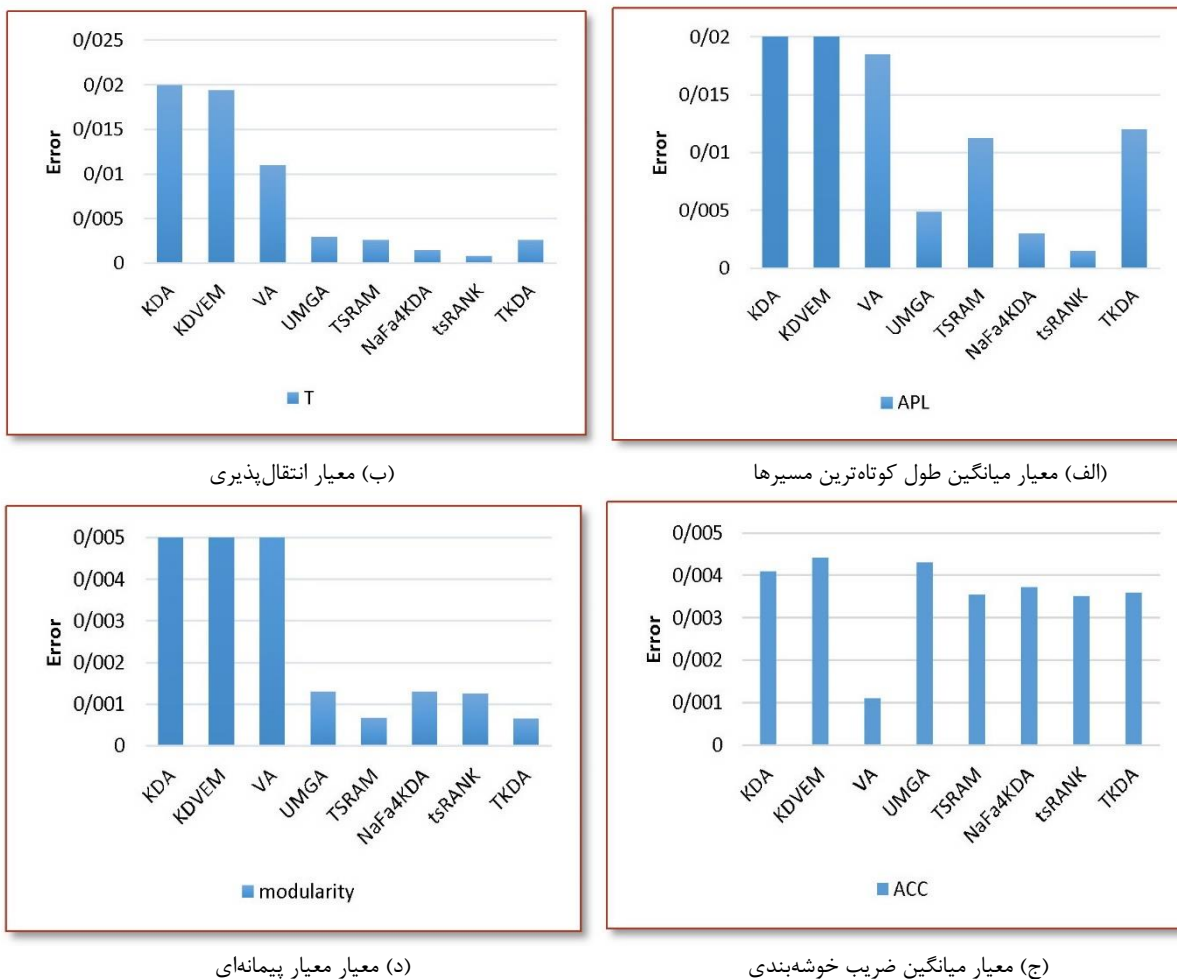 0/02
0/015
0/01
0/005
0
Error
KDA
KDVEM
VA
UMGA
TSRAM
NaFa4KDA
tsRANK
TKDA
APL
(الف) معیار میانگین طول کوتاه‌ترین مسیرها
0/025
0/02
0/015
0/01
0/005
0
Error
KDA
KDVEM
VA
UMGA
TSRAM
NaFa4KDA
tsRANK
TKDA
T
(ب) معیار انتقال‌پذیری
0/005
0/004
0/003
0/002
0/001
0
Error
KDA
KDVEM
VA
UMGA
TSRAM
NaFa4KDA
tsRANK
TKDA
ACC
(ج) معیار میانگین ضریب خوشه‌بندی
0/005
0/004
0/003
0/002
0/001
0
Error
KDA
KDVEM
VA
UMGA
TSRAM
NaFa4KDA
tsRANK
TKDA
modularity
(د) معیار معیار پیمانه‌ای